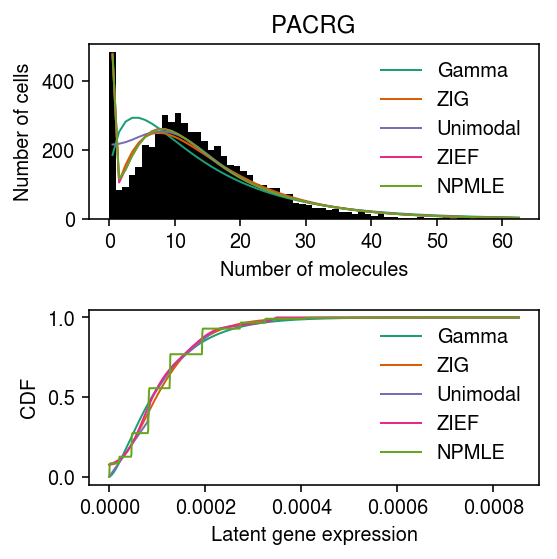 PACRG
Number of cells
400
200
0
Gamma
ZIG
Unimodal
ZIEF
NPMLE
0 10 20 30 40 50 60
Number of molecules
CDF
1.0
0.5
0.0
Gamma
ZIG
Unimodal
ZIEF
NPMLE
0.0000 0.0002 0.0004 0.0006 0.0008
Latent gene expression